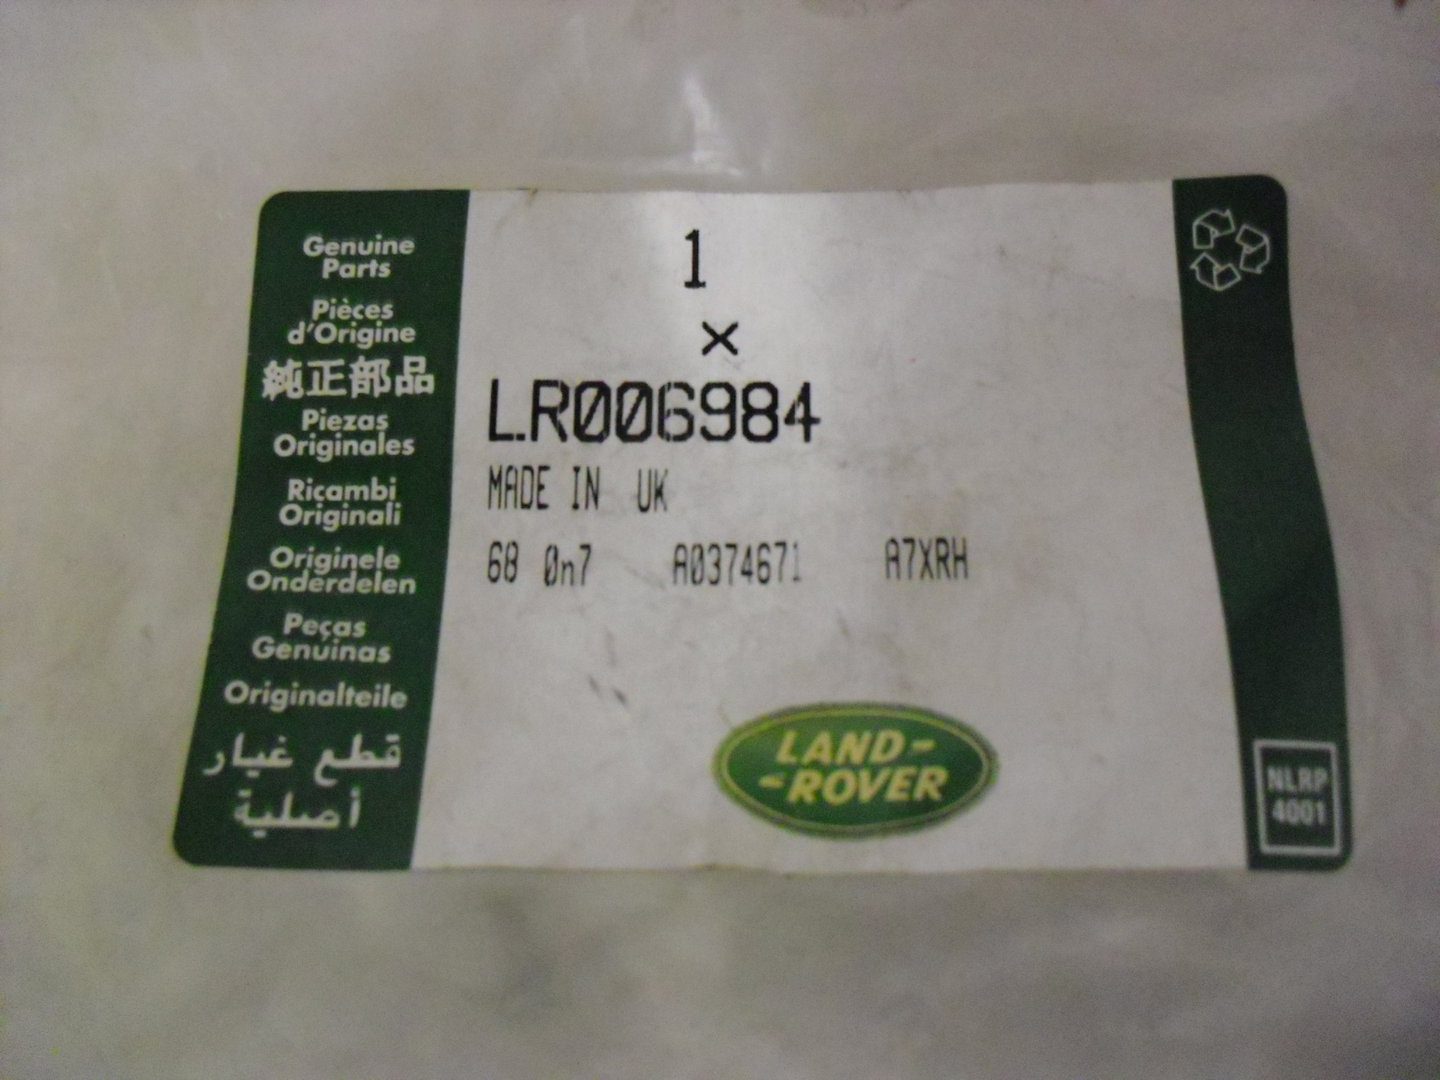 Genuine
Parts
Pièces
d'Origine
純正部品
Piezas
Originales
Ricambi
Originali
Originele
Onderdelen
Peças
Genuinas
Originalteile
قطع غيار
أصلية
1
×
LR006984
MADE IN UK
68 0n7 A0374671 A7XRH
LAND-
-ROVER
NLRP
4001